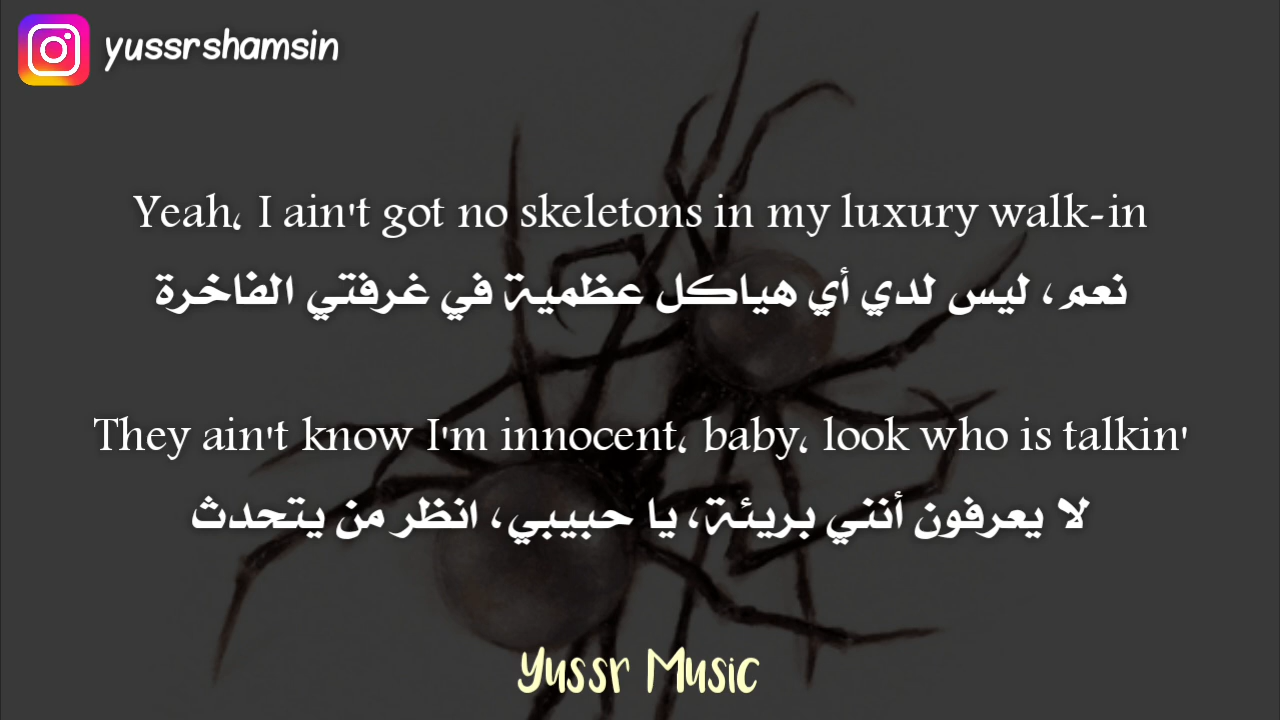 yussrshamsin
Yeah، I ain't got no skeletons in my luxury walk-in
نعم، ليس لدي أي هياكل عظمية في غرفتي الفاخرة
They ain't know I'm innocent، baby، look who is talkin'
لا يعرفون أنني بريئة، يا حبيبي، انظر من يتحدث
Yussr Music